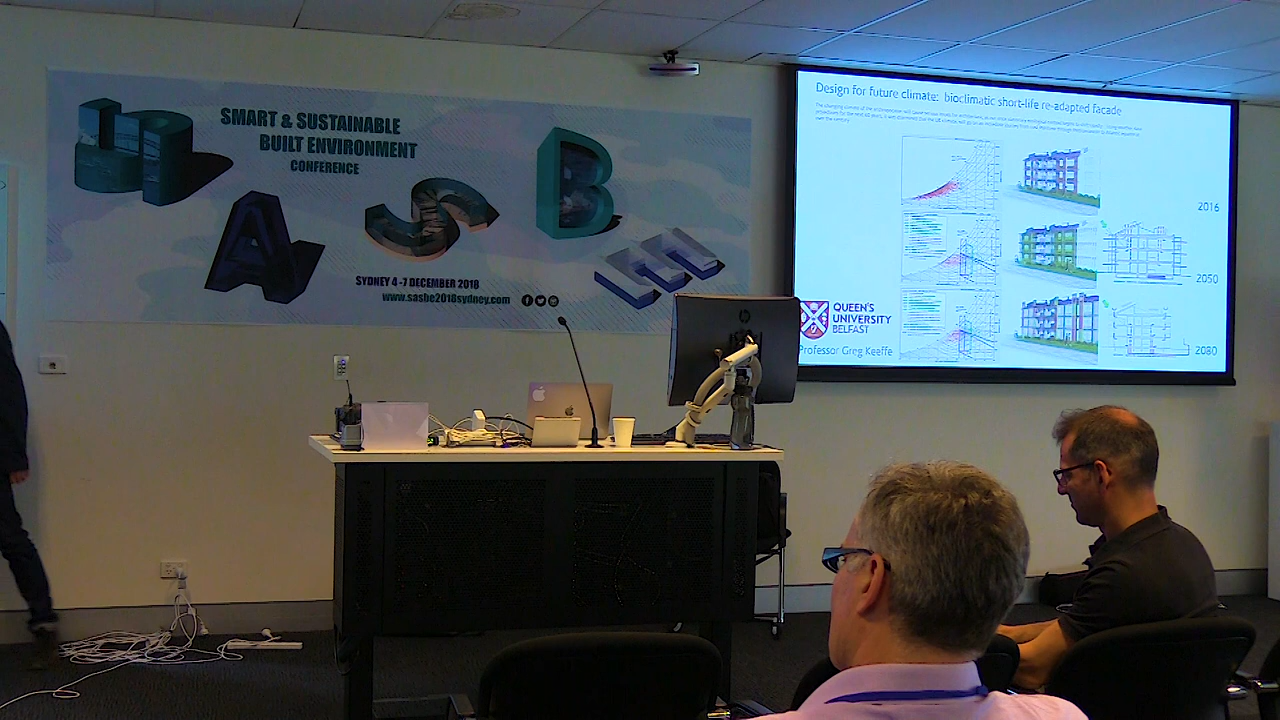 SMART & SUSTAINABLE
BUILT ENVIRONMENT
CONFERENCE
S
A
S
B
E
SYDNEY 4-7 DECEMBER 2018
www.sasbe2018sydney.com
hp
Design for future climate: bioclimatic short-life re-adapted facade
2016
2050
2080
QUEEN'S
UNIVERSITY
BELFAST
Professor Greg Keeffe